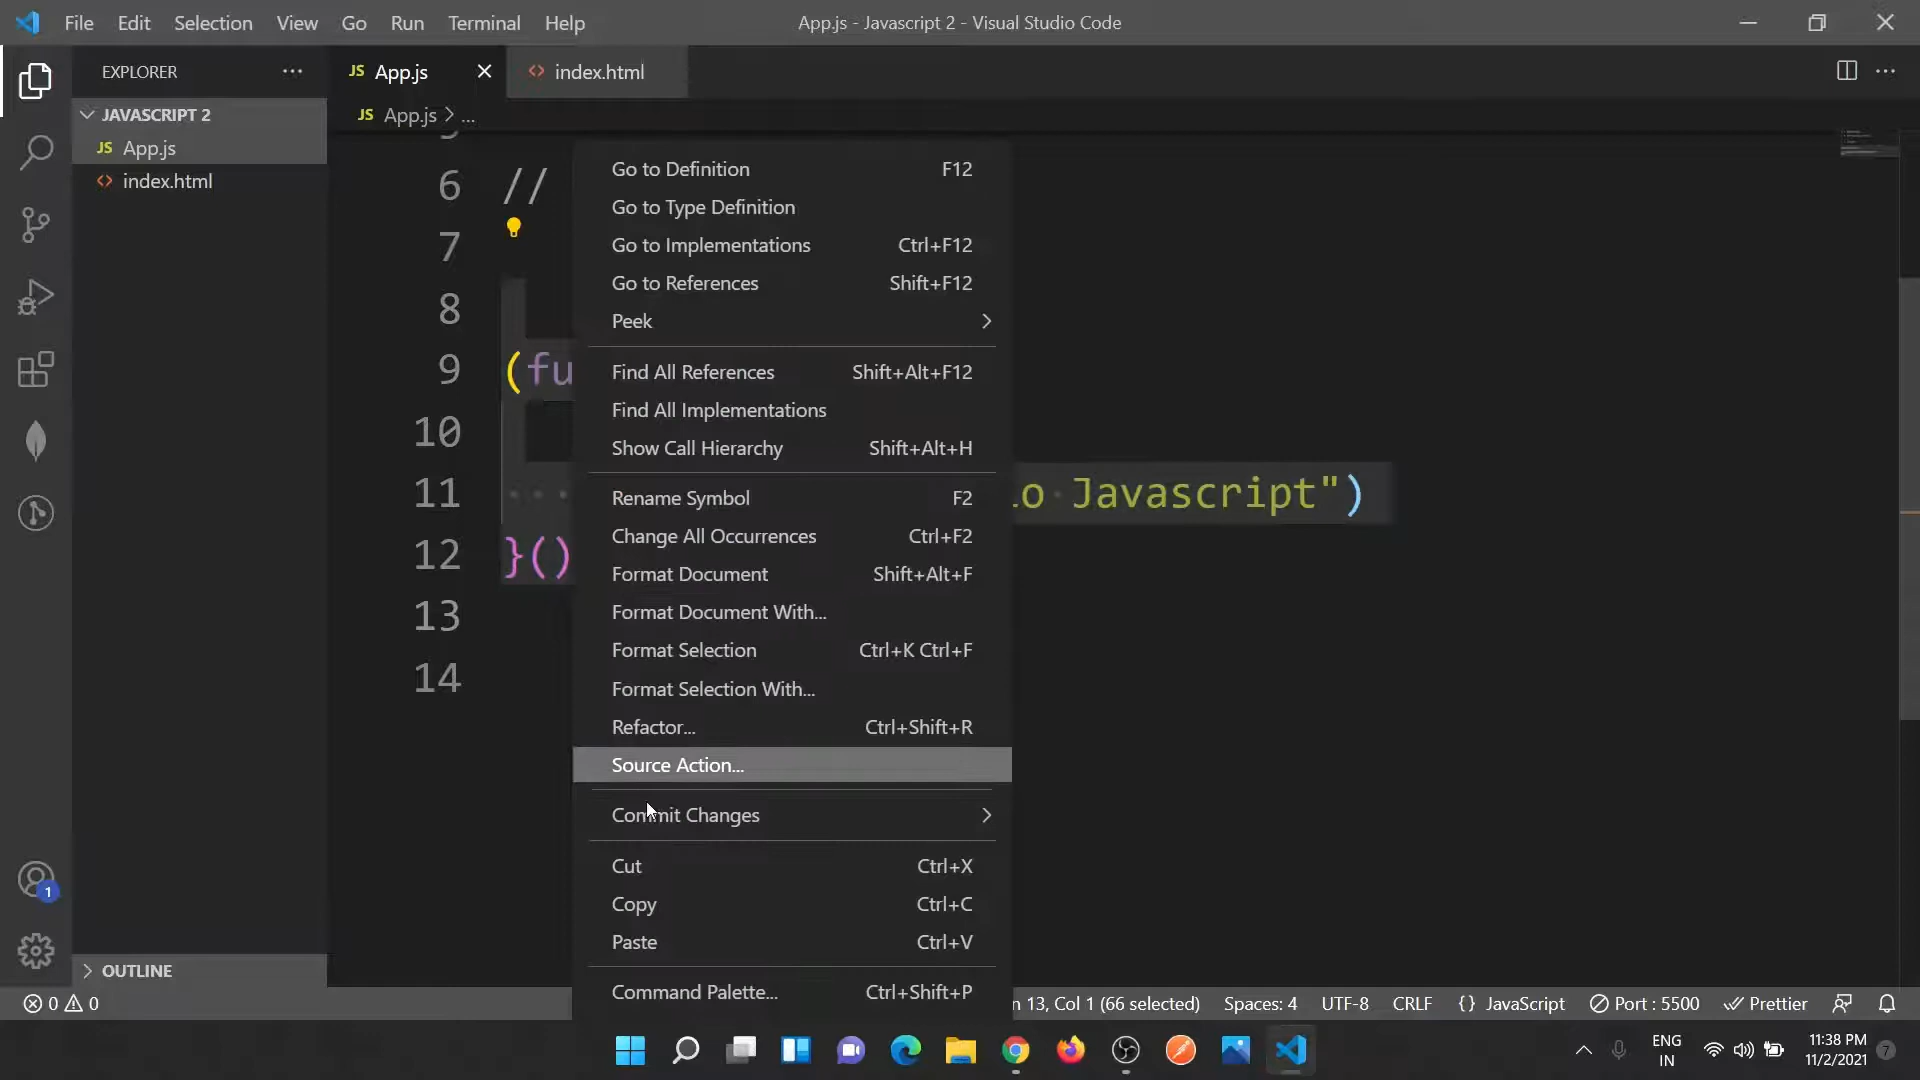 File Edit Selection View Go Run Terminal Help
App.js - Javascript 2 - Visual Studio Code
EXPLORER
JS App.js
<> index.html
JAVASCRIPT 2
JS App.js
<> index.html
JS App.js > ...
6 //
7
8
9 (fu
10
11 lo Javascript")
12 }()
13
14
Go to Definition F12
Go to Type Definition
Go to Implementations Ctrl+F12
Go to References Shift+F12
Peek
Find All References Shift+Alt+F12
Find All Implementations
Show Call Hierarchy Shift+Alt+H
Rename Symbol F2
Change All Occurrences Ctrl+F2
Format Document Shift+Alt+F
Format Document With...
Format Selection Ctrl+K Ctrl+F
Format Selection With...
Refactor... Ctrl+Shift+R
Source Action...
Commit Changes
Cut Ctrl+X
Copy Ctrl+C
Paste Ctrl+V
Command Palette... Ctrl+Shift+P
1
OUTLINE
0 0
n 13, Col 1 (66 selected) Spaces: 4 UTF-8 CRLF {} JavaScript Port : 5500 Prettier
ENG
IN
11:38 PM
11/2/2021
7